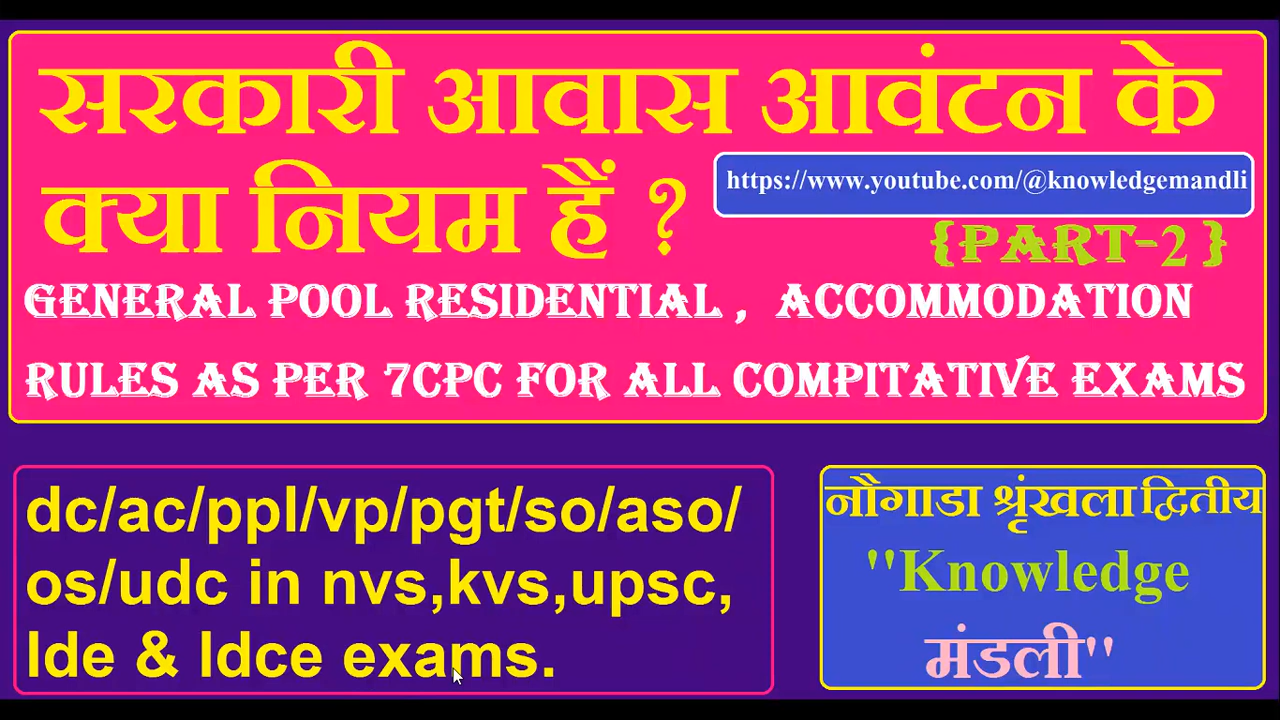 सरकारी आवास आवंटन के
क्या नियम हैं ?
https://www.youtube.com/@knowledgemandli
{PART-2 }
GENERAL POOL RESIDENTIAL , ACCOMMODATION
RULES AS PER 7CPC FOR ALL COMPITATIVE EXAMS
dc/ac/ppl/vp/pgt/so/aso/
os/udc in nvs,kvs,upsc,
lde & ldce exams.
नौगाडा श्रृंखला द्वितीय
''Knowledge
मंडली''